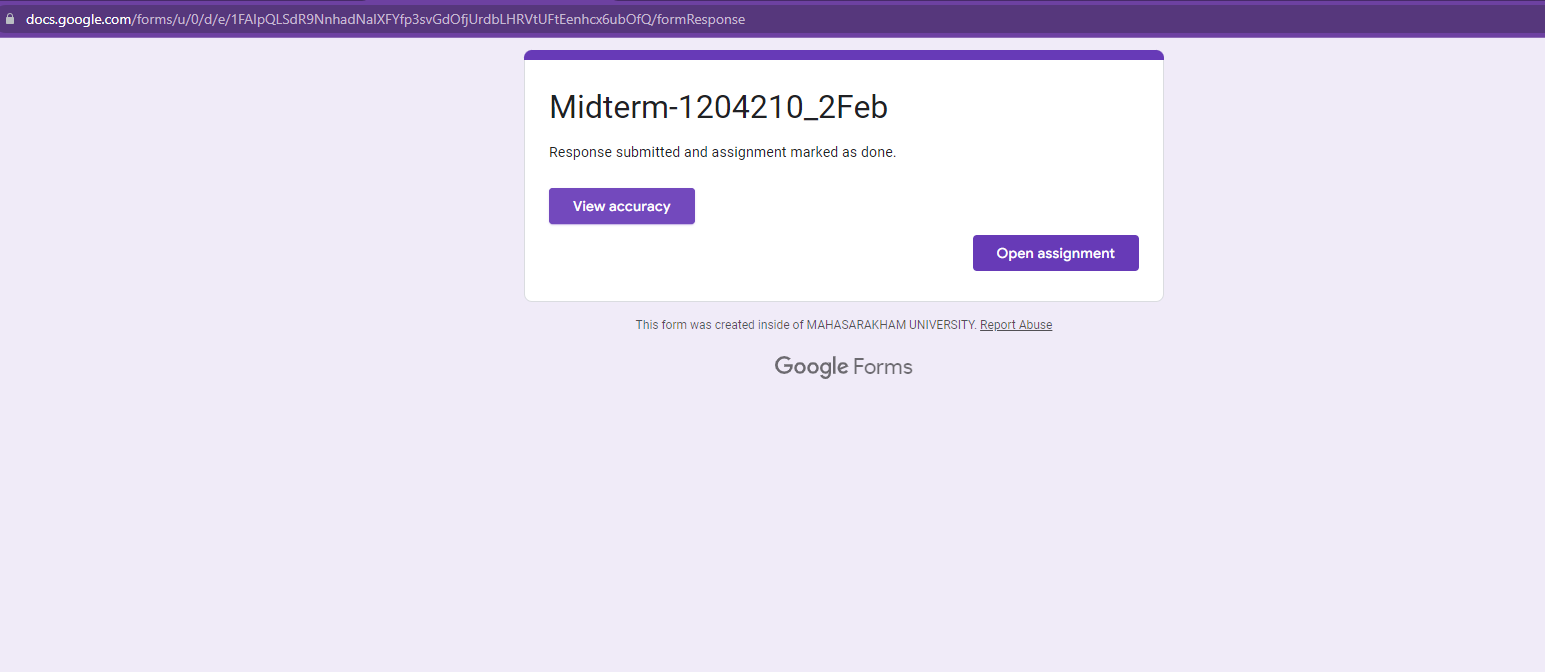 docs.google.com/forms/u/0/d/e/1FAIpQLSdR9NnhadNaIXFYfp3svGdOfjUrdbLHRVtUFtEenhcx6ubOfQ/formResponse
Midterm-1204210_2Feb
Response submitted and assignment marked as done.
View accuracy
Open assignment
This form was created inside of MAHASARAKHAM UNIVERSITY. Report Abuse
Google Forms